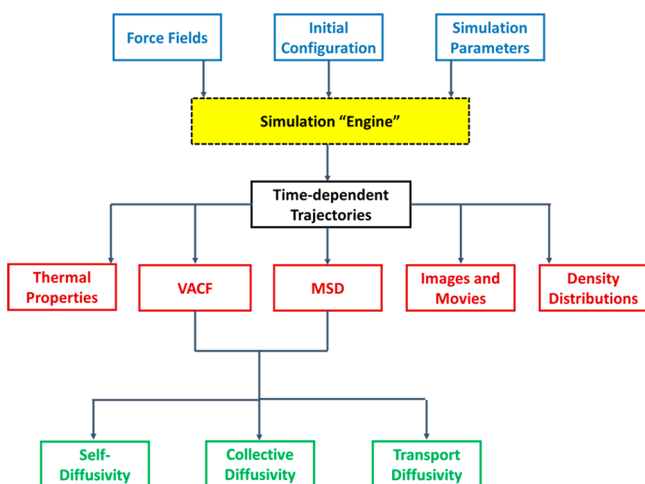 Force Fields
Initial
Configuration
Simulation
Parameters
Simulation “Engine”
Time-dependent
Trajectories
Thermal
Properties
VACF
MSD
Images and
Movies
Density
Distributions
Self-
Diffusivity
Collective
Diffusivity
Transport
Diffusivity